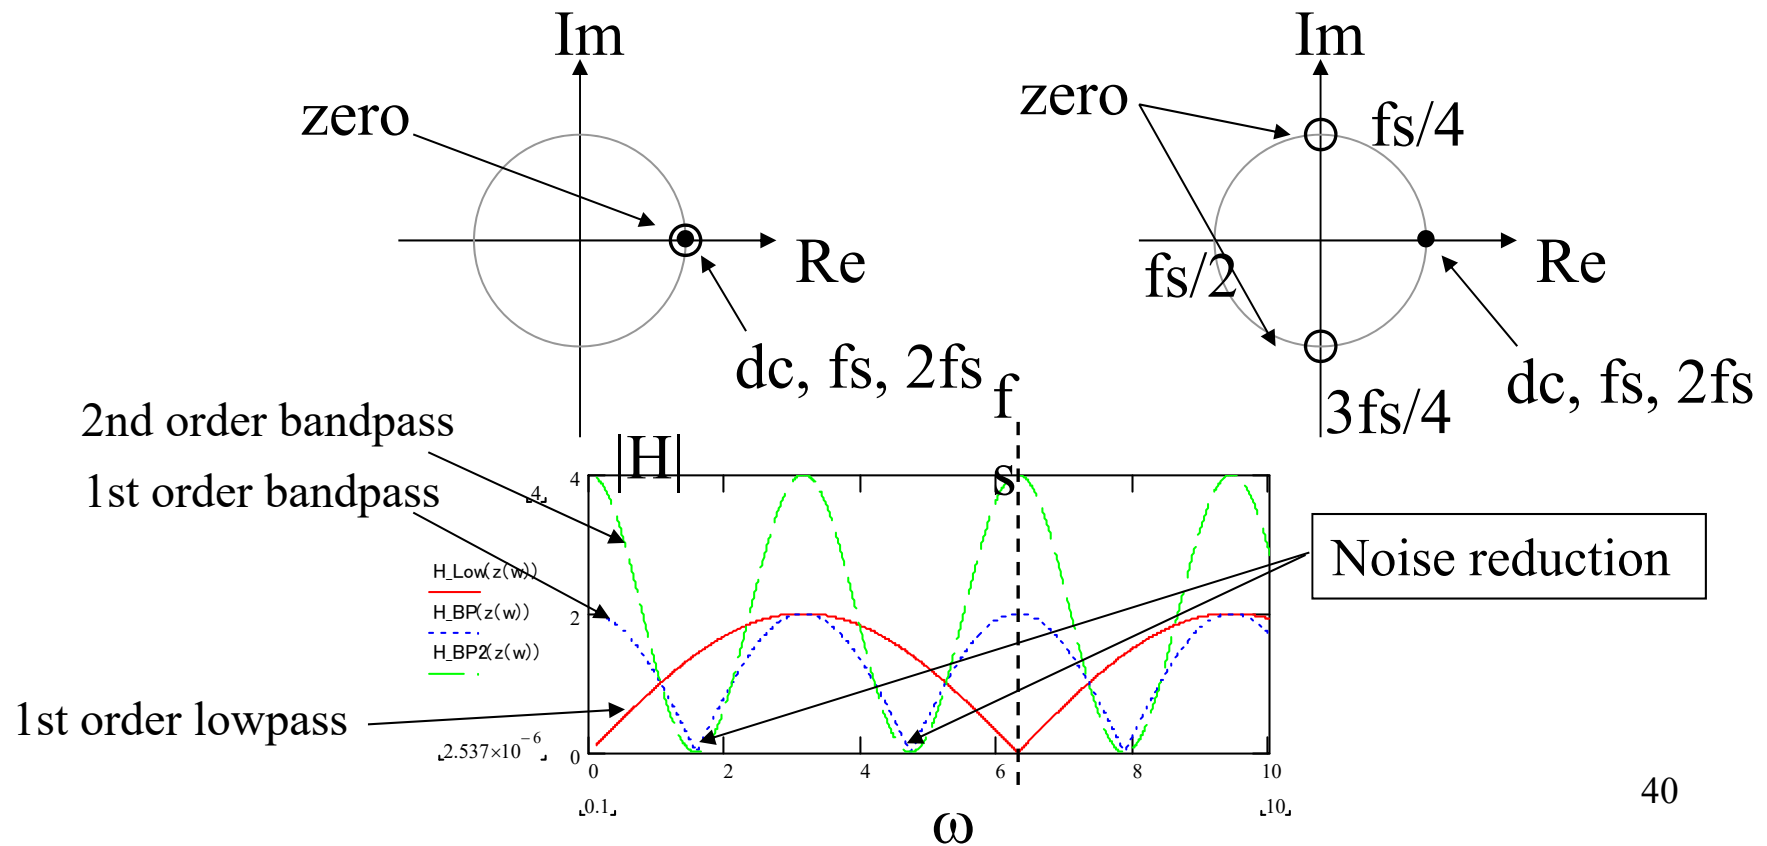 Im
Im
zero
zero
fs/4
Re
fs/2
Re
dc, fs, 2fs
dc, fs, 2fs
3fs/4
2nd order bandpass
1st order bandpass
1st order lowpass
|H|
f
s
4
4
2
0
H_Low(z(w))
H_BP(z(w))
H_BP2(z(w))
2.537×10⁻⁶
0
2
4
6
8
10
0.1
10
ω
Noise reduction
40